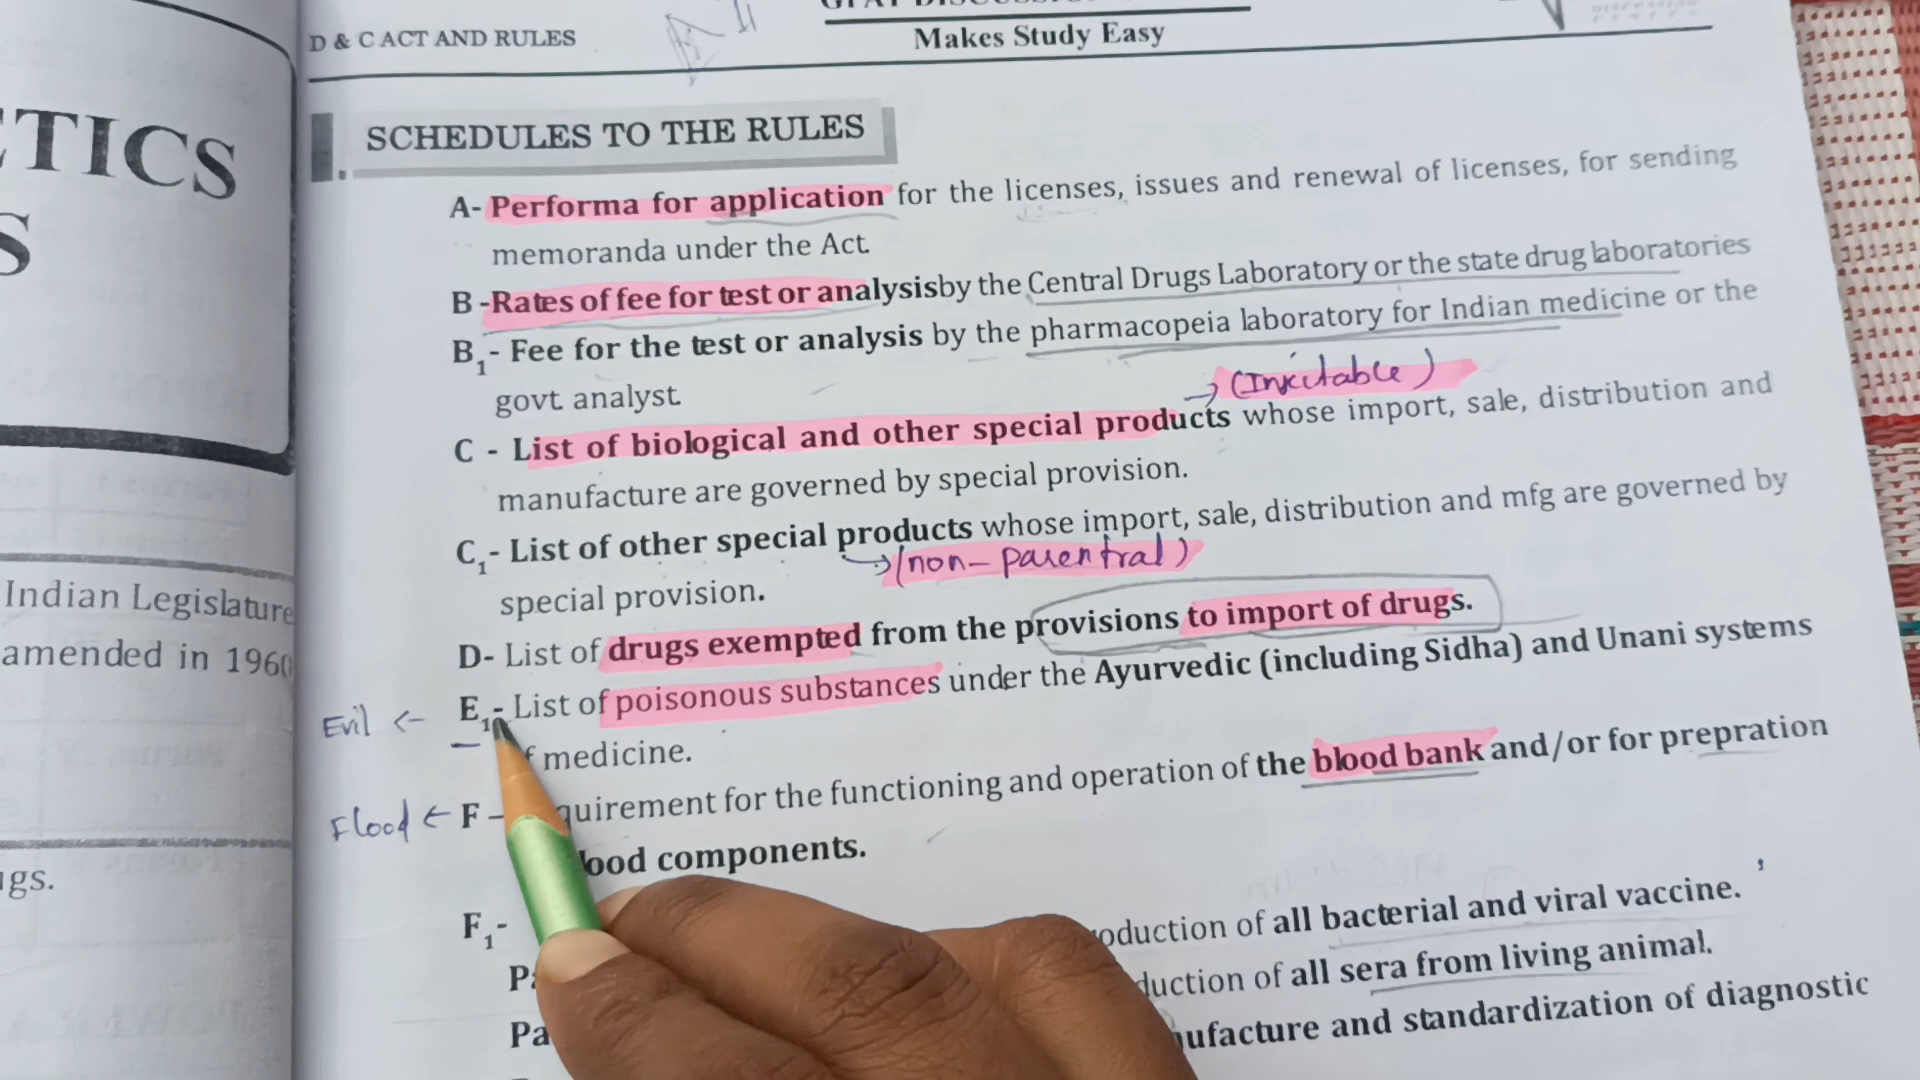 D & C ACT AND RULES
Makes Study Easy
ETICS
S
Indian Legislature
amended in 1960
gs.
SCHEDULES TO THE RULES
A- Performa for application for the licenses, issues and renewal of licenses, for sending
memoranda under the Act.
B -Rates of fee for test or analysisby the Central Drugs Laboratory or the state drug laboratories
B1- Fee for the test or analysis by the pharmacopeia laboratory for Indian medicine or the
govt. analyst.
→ (Injectable)
C - List of biological and other special products whose import, sale, distribution and
manufacture are governed by special provision.
C1- List of other special products whose import, sale, distribution and mfg are governed by
→(non-parentral)
special provision.
D- List of drugs exempted from the provisions to import of drugs.
Evil ← E1- List of poisonous substances under the Ayurvedic (including Sidha) and Unani systems
f medicine.
Flood ← F – quirement for the functioning and operation of the blood bank and/or for prepration
lood components.
F1-
oduction of all bacterial and viral vaccine.
Pa
duction of all sera from living animal.
Pa
ufacture and standardization of diagnostic